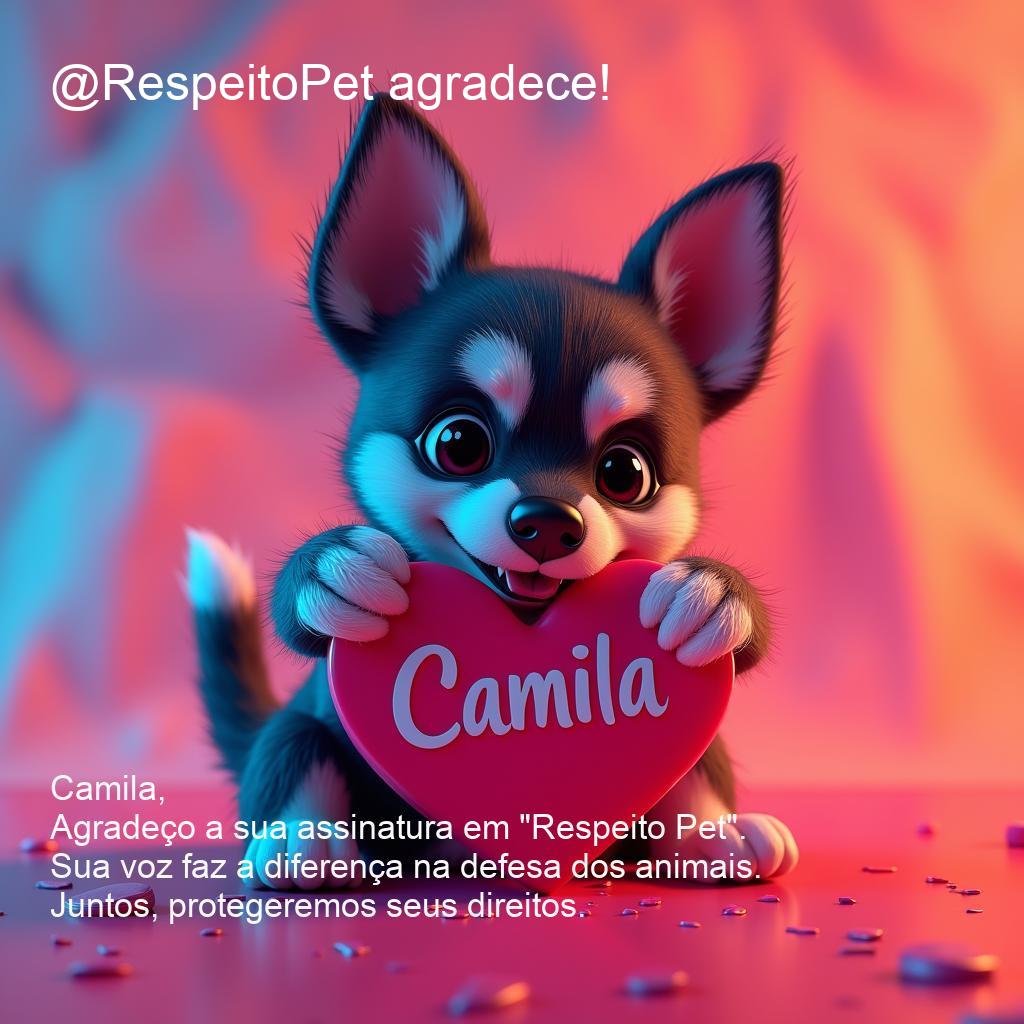 @RespeitoPet agradece!
Camila
Camila,
Agradeço a sua assinatura em "Respeito Pet".
Sua voz faz a diferença na defesa dos animais.
Juntos, protegeremos seus direitos.